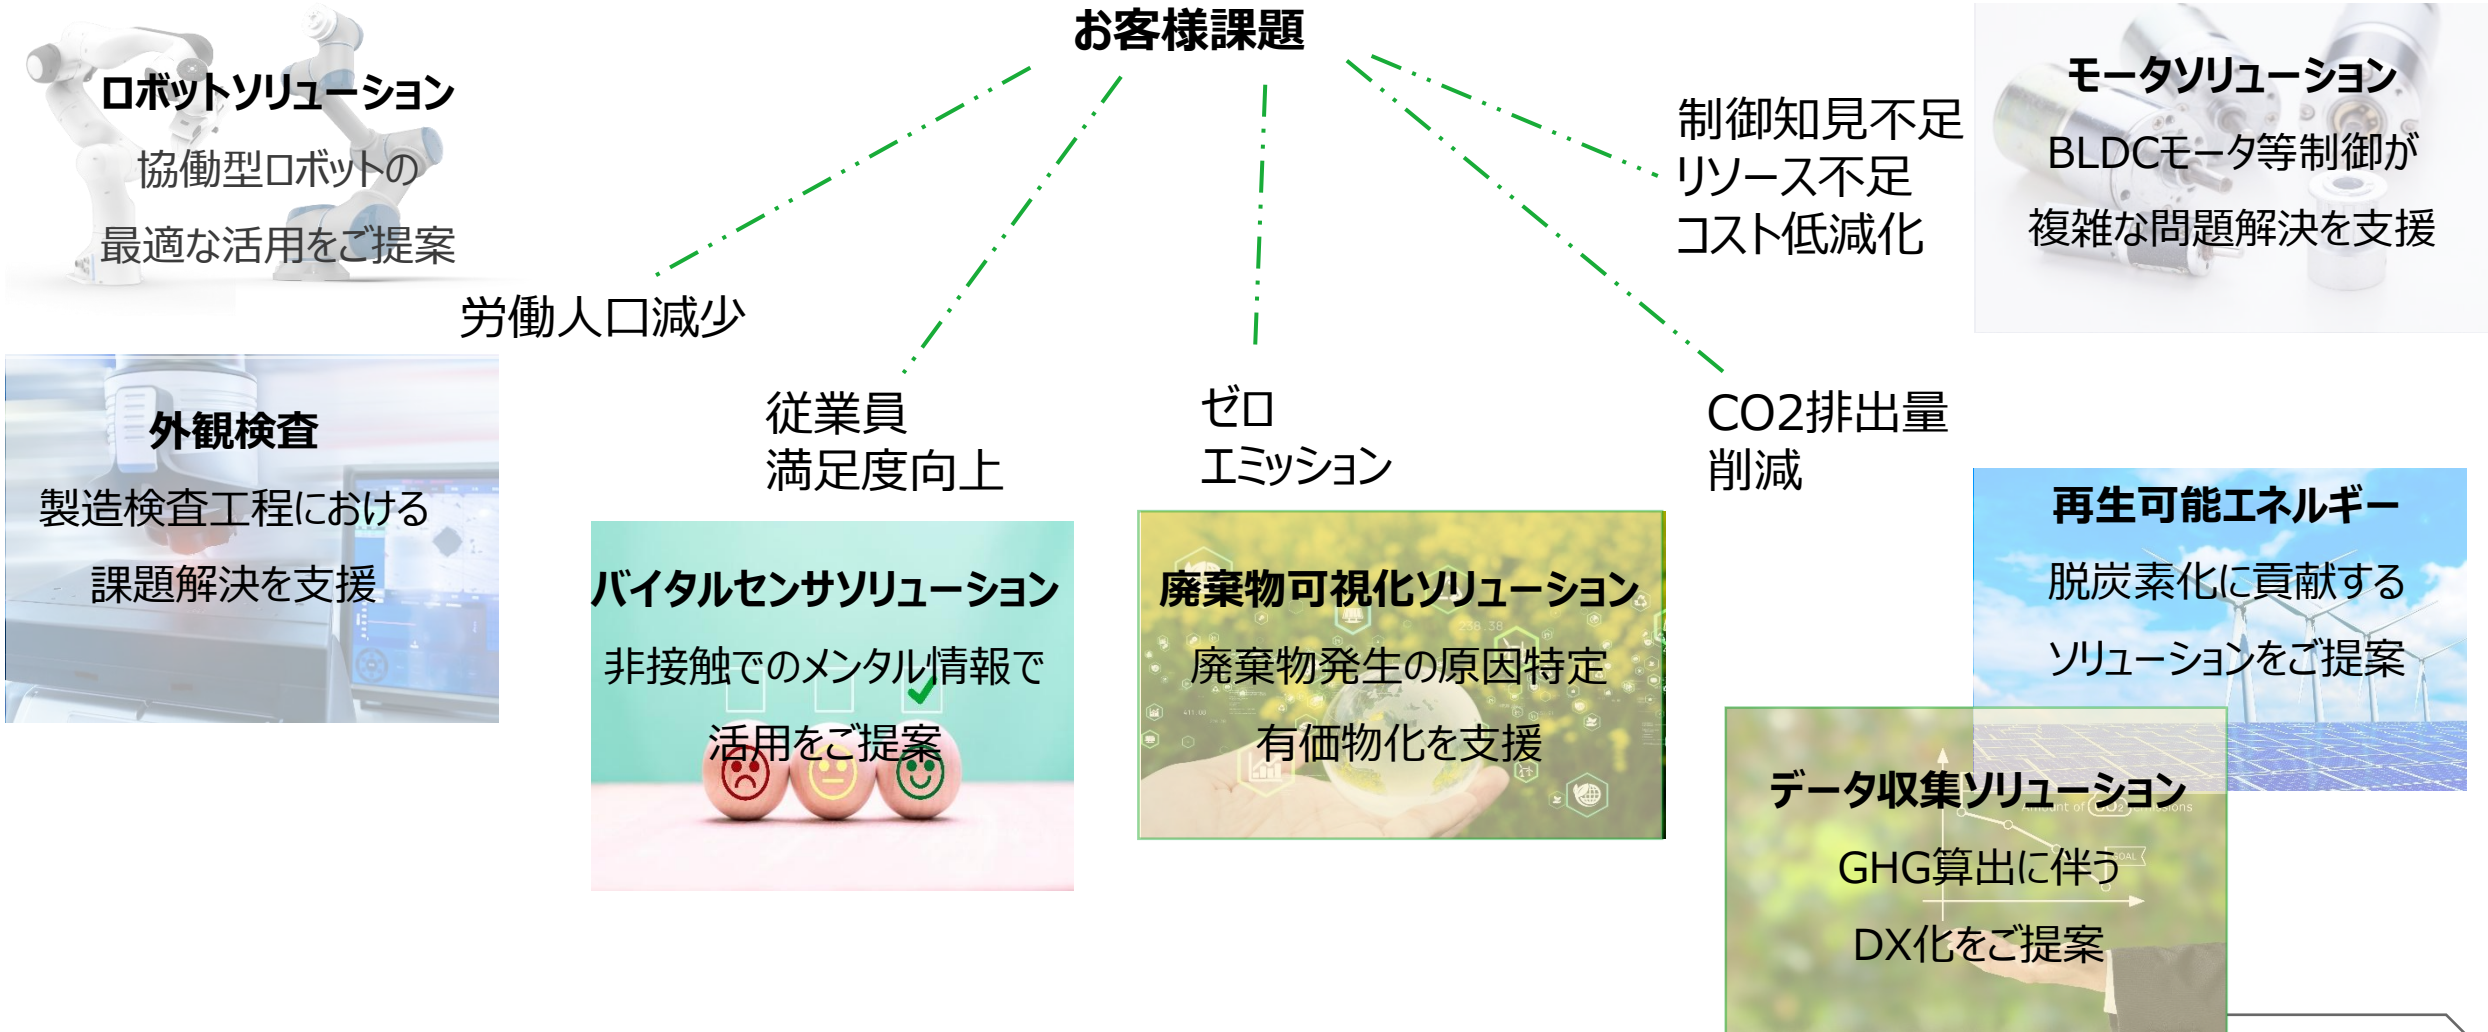 お客様課題
ロボットソリューション
協働型ロボットの
最適な活用をご提案
労働人口減少
外観検査
製造検査工程における
課題解決を支援
従業員
満足度向上
バイタルセンサソリューション
非接触でのメンタル情報で
活用をご提案
ゼロ
エミッション
廃棄物可視化ソリューション
廃棄物発生の原因特定
有価物化を支援
238.38
411.08
制御知見不足
リソース不足
コスト低減化
モータソリューション
BLDCモータ等制御が
複雑な問題解決を支援
CO2排出量
削減
再生可能エネルギー
脱炭素化に貢献する
ソリューションをご提案
データ収集ソリューション
Amount of CO2 emissions
GHG算出に伴う
GOAL
DX化をご提案